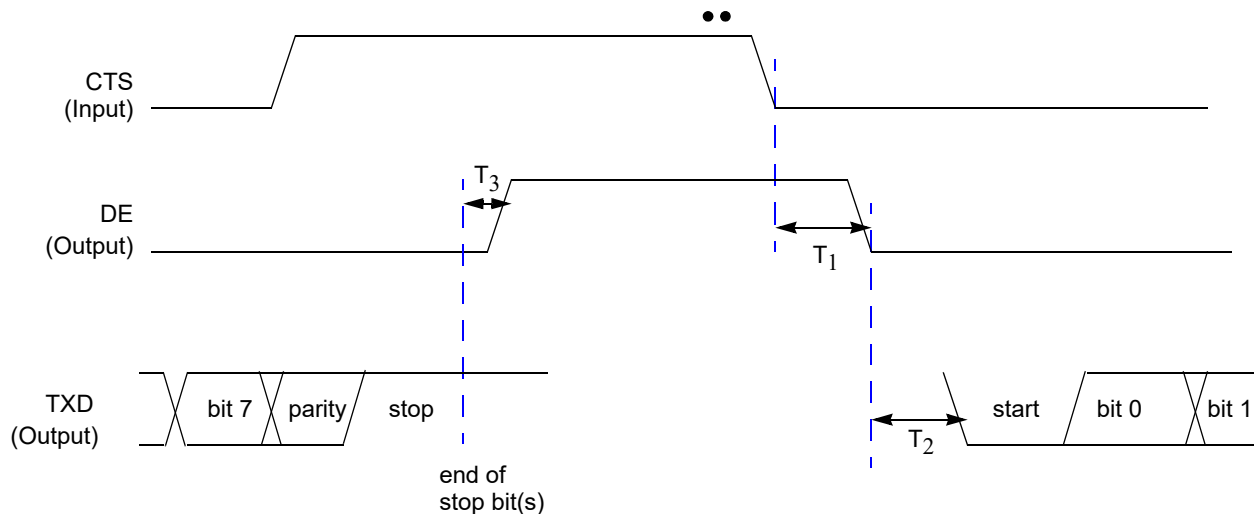 CTS
(Input)
T3
DE
(Output)
T1
TXD
(Output)
bit 7
parity
stop
T2
start
bit 0
bit 1
end of
stop bit(s)